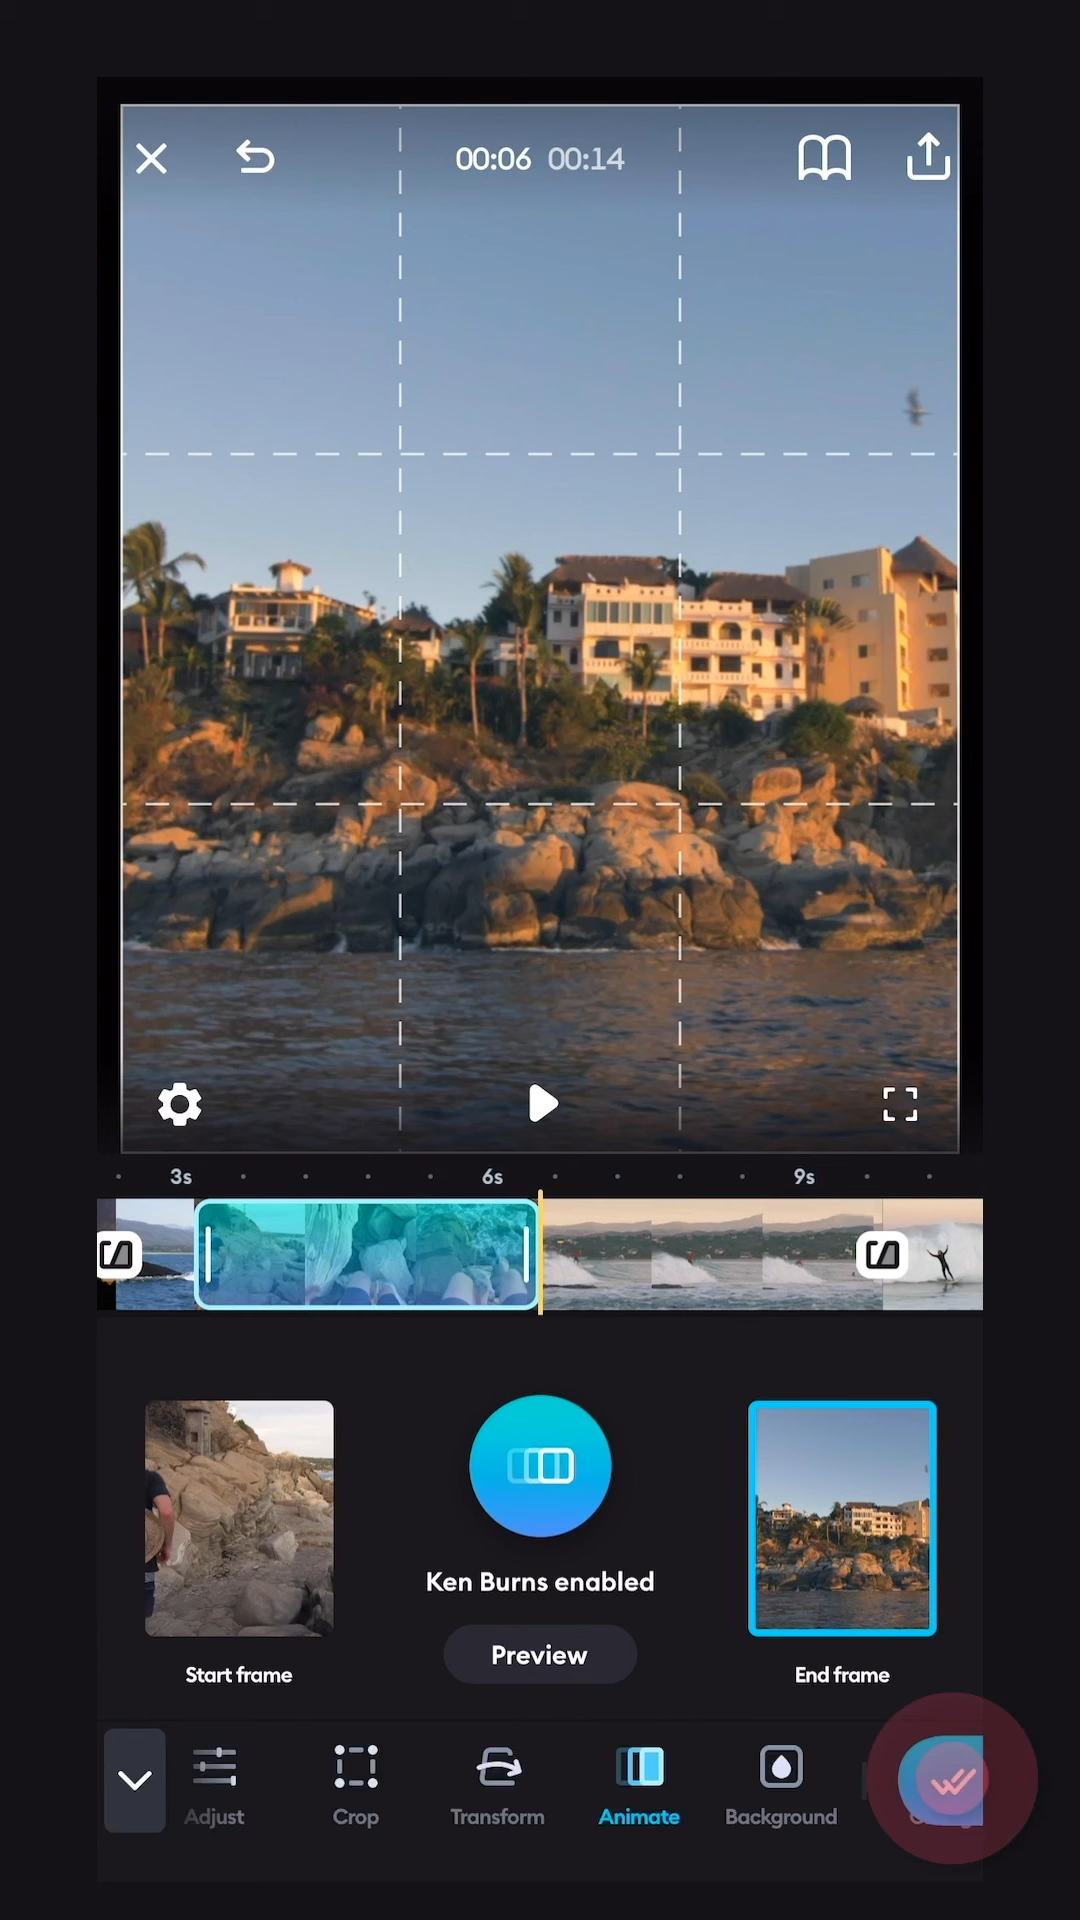 00:06 00:14
3s 6s 9s
Ken Burns enabled
Preview
Start frame
End frame
Adjust
Crop
Transform
Animate
Background